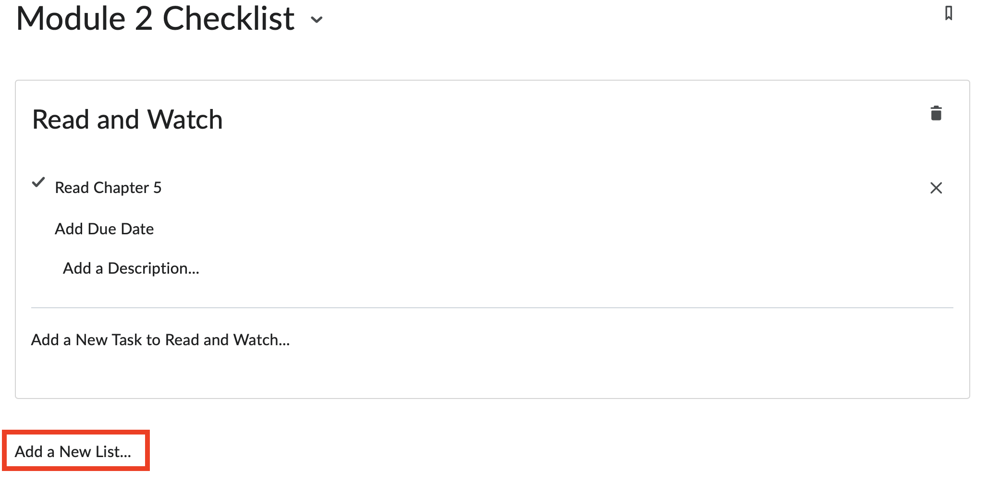 Module 2 Checklist
Read and Watch
Read Chapter 5
Add Due Date
Add a Description...
Add a New Task to Read and Watch...
Add a New List...